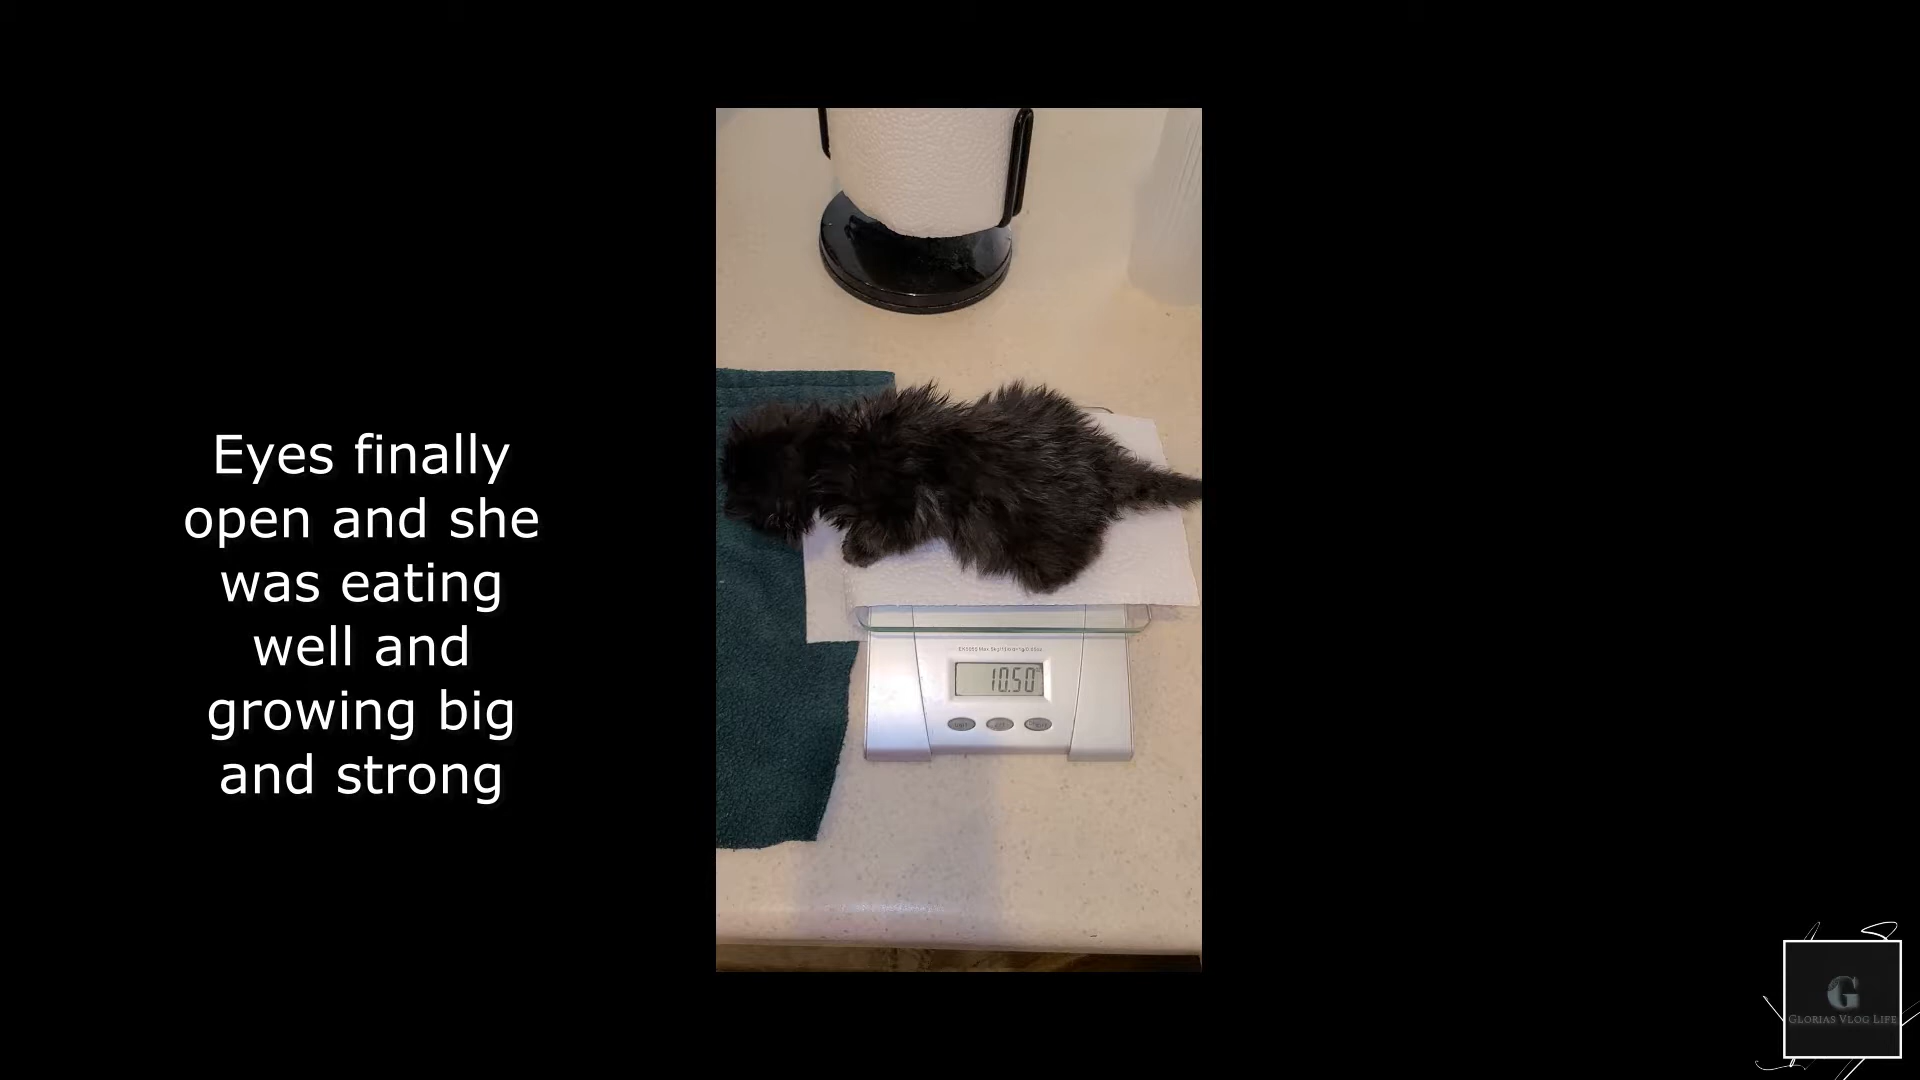 Eyes finally
open and she
was eating
well and
growing big
and strong
10.50
G
GLORIAS VLOG LIFE